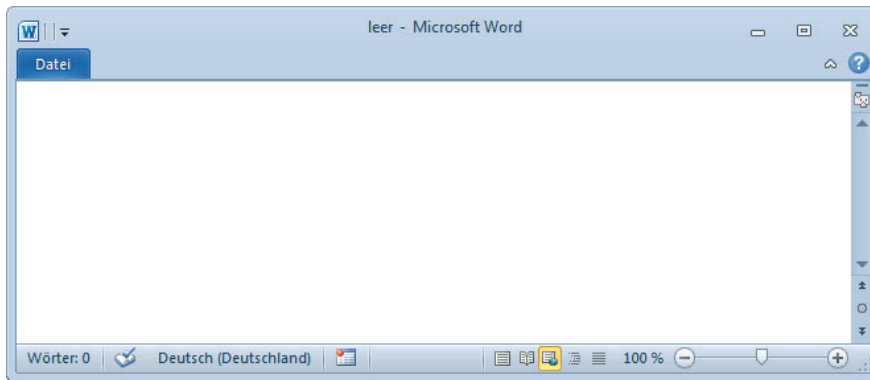 W
leer - Microsoft Word
Datei
?
Wörter: 0 Deutsch (Deutschland) 100 %